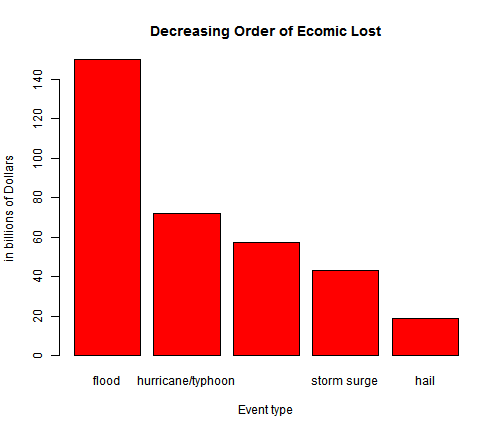 Decreasing Order of Ecomic Lost
in billions of Dollars
140
120
100
80
60
40
20
0
flood hurricane/typhoon storm surge hail
Event type